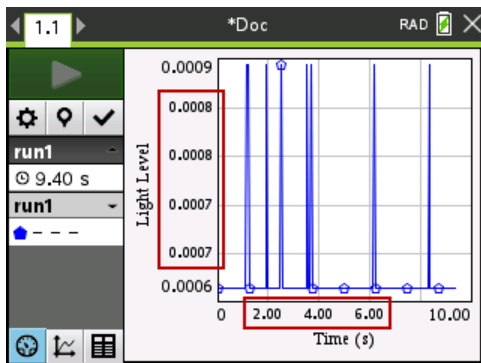 1.1 *Doc RAD
run1
9.40 s
run1
0.0009
0.0008
0.0008
0.0007
0.0007
0.0006
Light Level
0 2.00 4.00 6.00 10.00
Time (s)